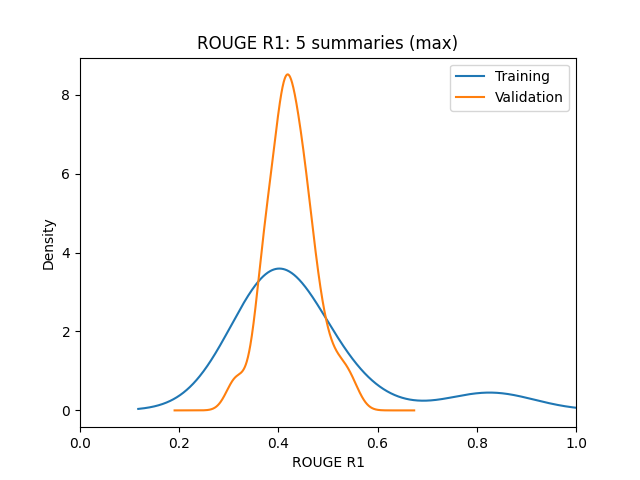 ROUGE R1: 5 summaries (max)
Training
Validation
Density
8
6
4
2
0
0.0 0.2 0.4 0.6 0.8 1.0
ROUGE R1